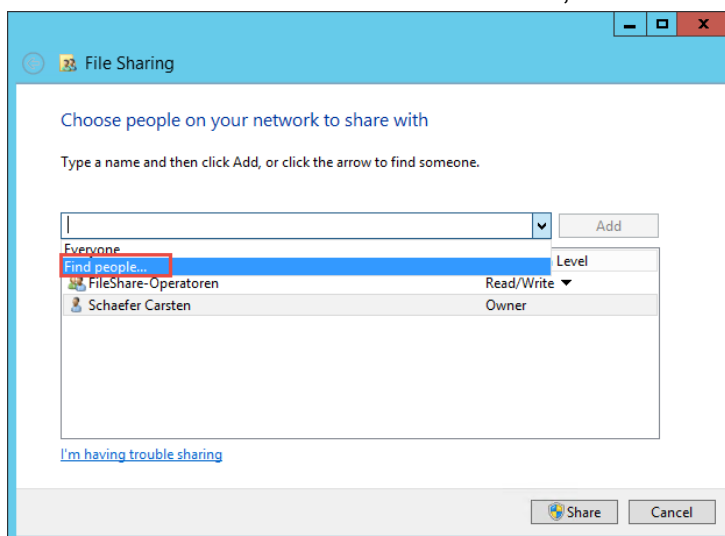 File Sharing
Choose people on your network to share with
Type a name and then click Add, or click the arrow to find someone.
Add
Everyone
Find people...
Level
FileShare-Operatoren Read/Write
Schaefer Carsten Owner
I'm having trouble sharing
Share Cancel